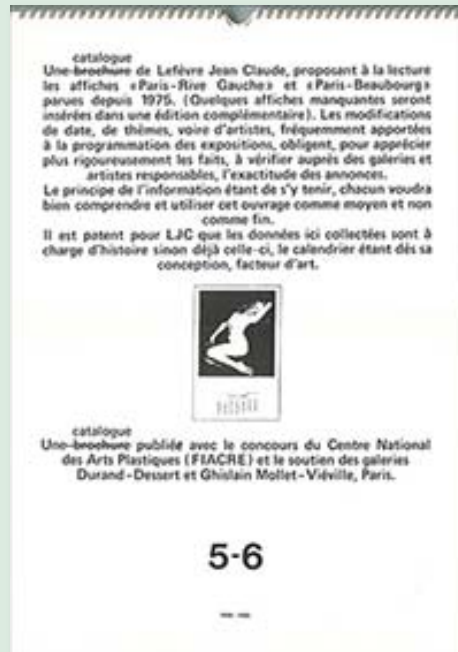 catalogue
Une brochure de Lefèvre Jean Claude, proposant à la lecture
les affiches «Paris-Rive Gauche» et «Paris-Beaubourg»
parues depuis 1975. (Quelques affiches manquantes seront
insérées dans une édition complémentaire). Les modifications
de date, de thèmes, voire d'artistes, fréquemment apportées
à la programmation des expositions, obligent, pour apprécier
plus rigoureusement les faits, à vérifier auprès des galeries et
artistes responsables, l'exactitude des annonces.
Le principe de l'information étant de s'y tenir, chacun voudra
bien comprendre et utiliser cet ouvrage comme moyen et non
comme fin.
Il est patent pour LJC que les données ici collectées sont à
charge d'histoire sinon déjà celle-ci, le calendrier étant dès sa
conception, facteur d'art.
catalogue
Une brochure publiée avec le concours du Centre National
des Arts Plastiques (FIACRE) et le soutien des galeries
Durand-Dessert et Ghislain Mollet-Viéville, Paris.
5-6